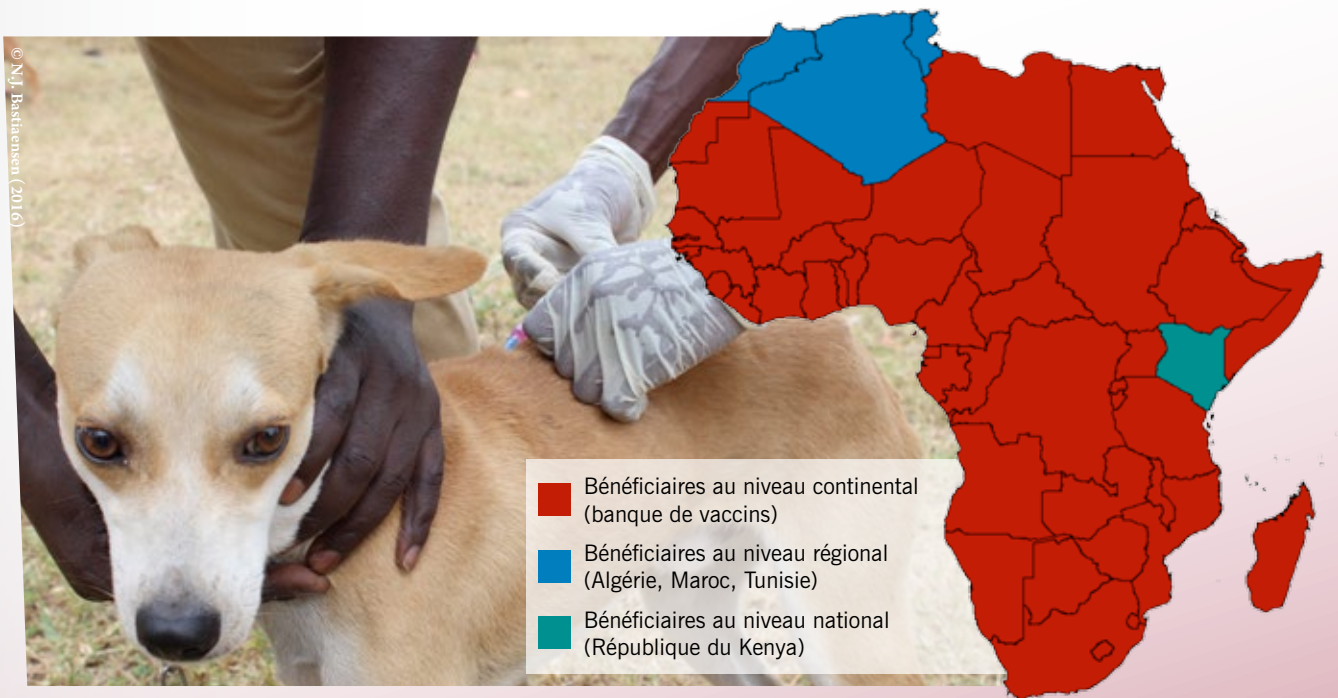 © N.J. Bastiaensen (2016)
Bénéficiaires au niveau continental
(banque de vaccins)
Bénéficiaires au niveau régional
(Algérie, Maroc, Tunisie)
Bénéficiaires au niveau national
(République du Kenya)